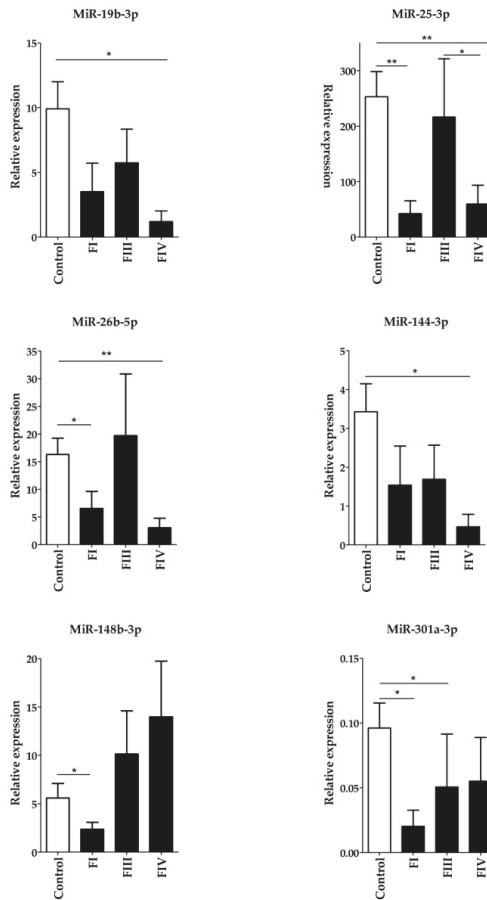 MiR-19b-3p
Relative expression
15
10
5
0
*
Control
FI
FIII
FIV
MiR-25-3p
Relative expression
300
200
100
0
**
**
*
Control
FI
FIII
FIV
MiR-26b-5p
Relative expression
35
30
25
20
15
10
5
0
**
*
Control
FI
FIII
FIV
MiR-144-3p
Relative expression
5
4
3
2
1
0
*
Control
FI
FIII
FIV
MiR-148b-3p
Relative expression
20
15
10
5
0
*
Control
FI
FIII
FIV
MiR-301a-3p
Relative expression
0.15
0.10
0.05
0.00
*
*
Control
FI
FIII
FIV